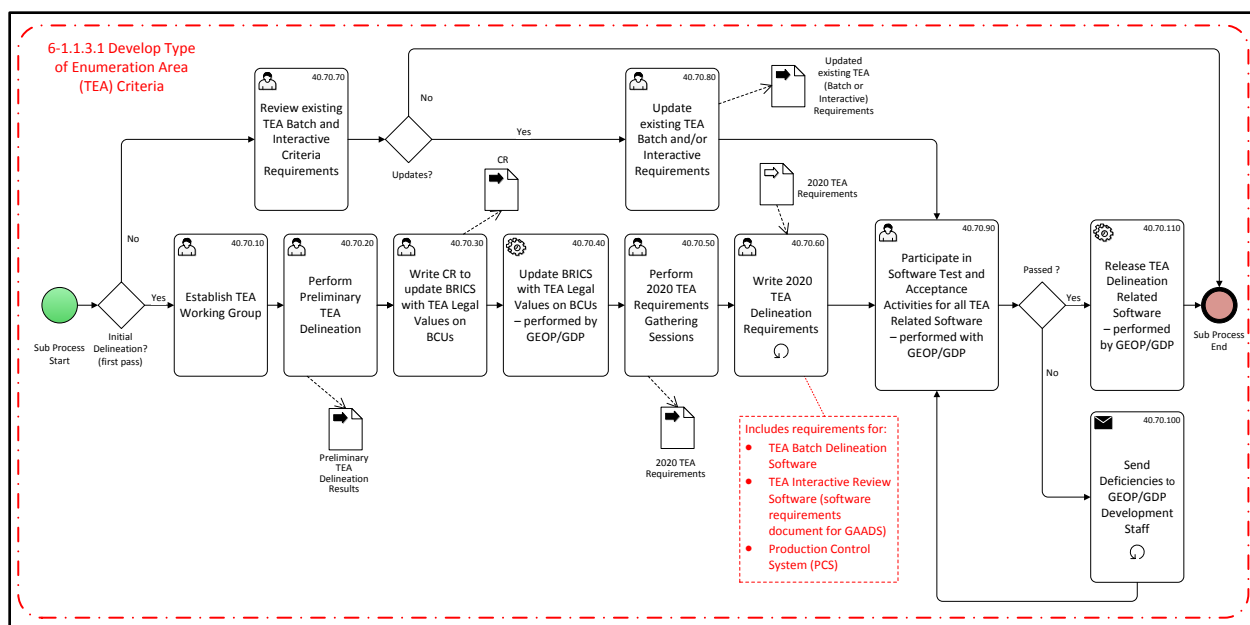 6-1.1.3.1 Develop Type
of Enumeration Area
(TEA) Criteria
40.70.70
Review existing
TEA Batch and
Interactive
Criteria
Requirements
No
Updates?
Yes
40.70.80
Update
existing TEA
Batch and/or
Interactive
Requirements
Updated
existing TEA
(Batch or
Interactive)
Requirements
CR
2020 TEA
Requirements
Sub Process
Start
No
Yes
Initial
Delineation?
(first pass)
40.70.10
Establish TEA
Working Group
40.70.20
Perform
Preliminary
TEA
Delineation
40.70.30
Write CR to
update BRICS
with TEA Legal
Values on
BCUs
40.70.40
Update BRICS
with TEA Legal
Values on BCUs
– performed by
GEOP/GDP
40.70.50
Perform
2020 TEA
Requirements
Gathering
Sessions
40.70.60
Write 2020
TEA
Delineation
Requirements
40.70.90
Participate in
Software Test and
Acceptance
Activities for all TEA
Related Software
– performed with
GEOP/GDP
Passed ?
Yes
No
40.70.110
Release TEA
Delineation
Related
Software
– performed
by GEOP/GDP
Sub Process
End
Preliminary
TEA
Delineation
Results
2020 TEA
Requirements
Includes requirements for:
● TEA Batch Delineation
Software
● TEA Interactive Review
Software (software
requirements
document for GAADS)
● Production Control
System (PCS)
40.70.100
Send
Deficiencies to
GEOP/GDP
Development
Staff